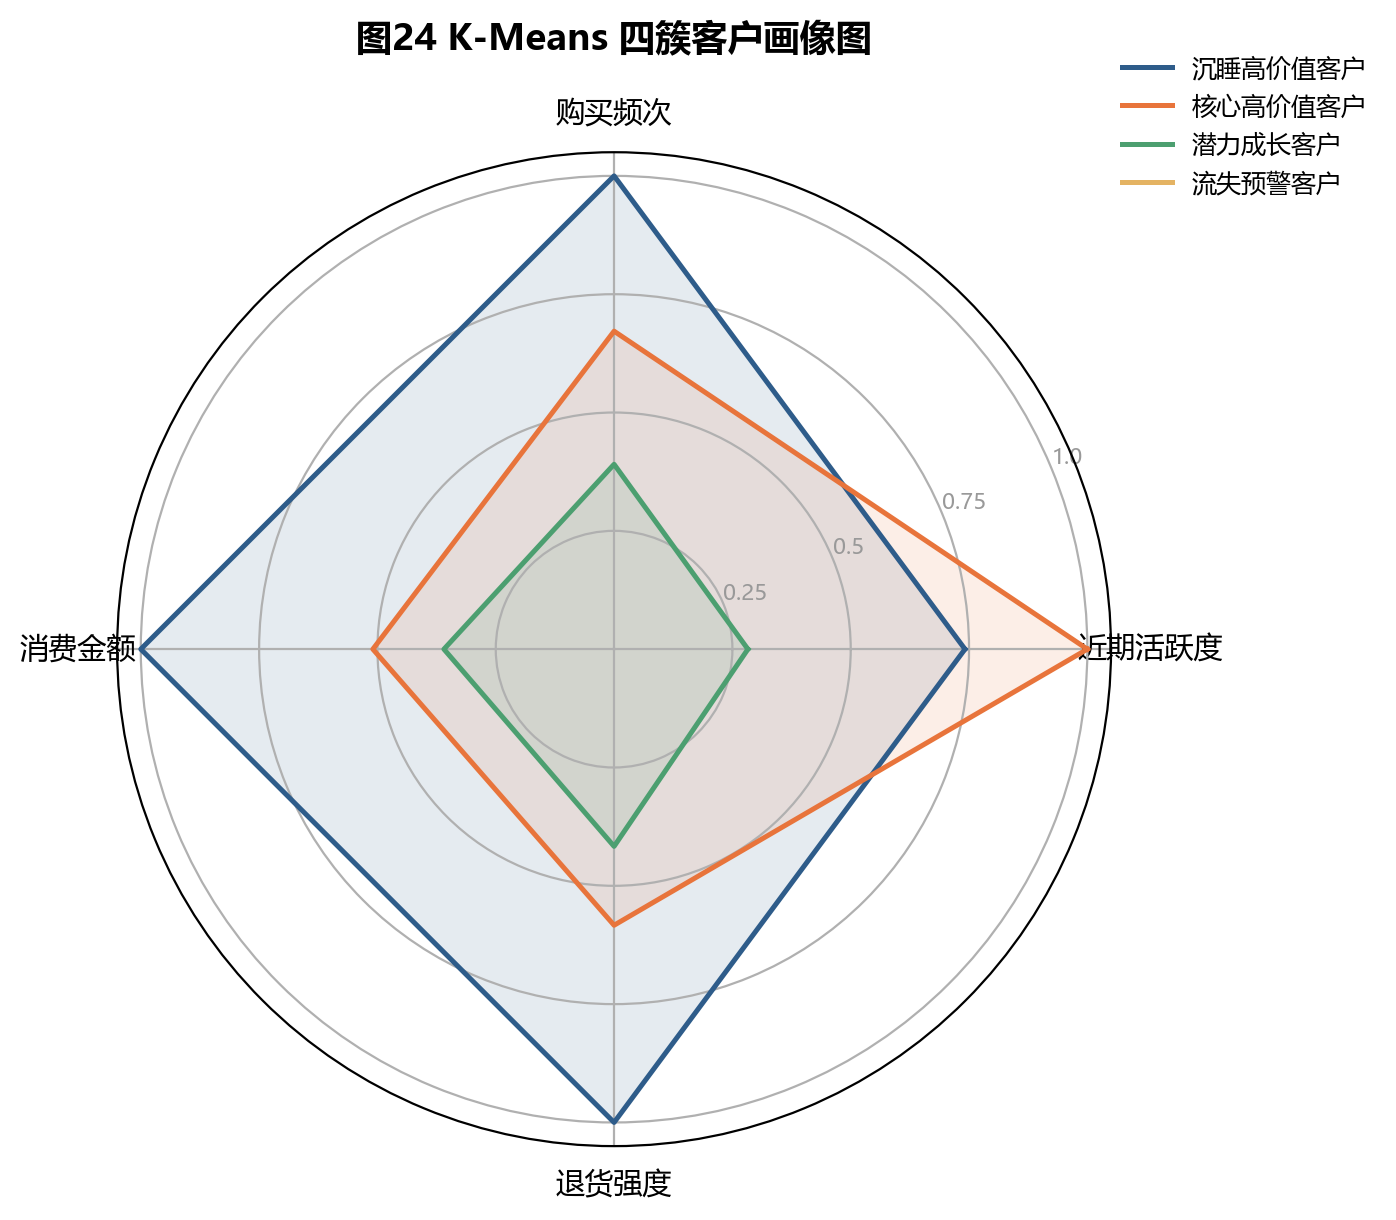 图24 K-Means 四簇客户画像图
沉睡高价值客户
核心高价值客户
潜力成长客户
流失预警客户
购买频次
1.0
0.75
0.5
0.25
消费金额
近期活跃度
退货强度